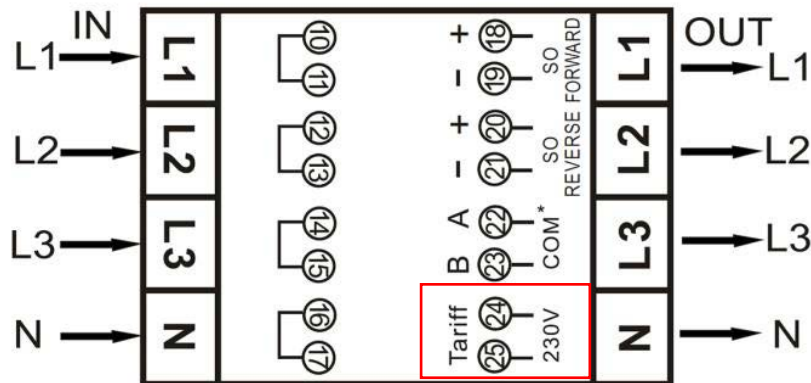 IN
OUT
L1
L1
10
+
18
SO
FORWARD
L1
L1
11
-
19
L2
L2
12
+
20
SO
REVERSE
L2
L2
13
-
21
L3
L3
14
A
22
COM*
L3
L3
15
B
23
N
N
16
Tariff
24
230V
N
N
17
25